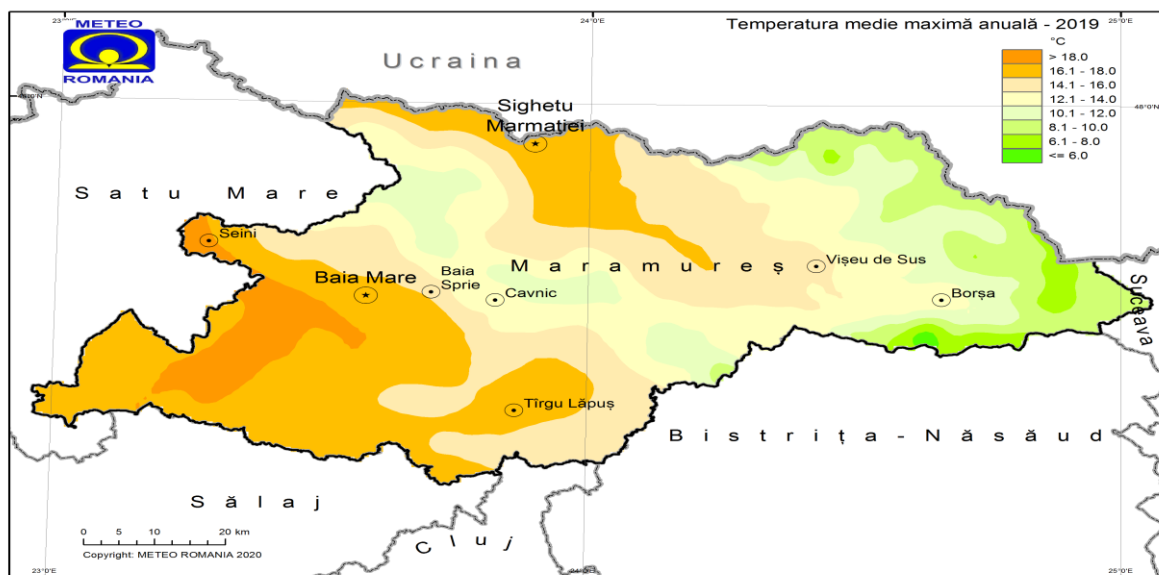 23°0'E
24°0'E
25°0'E
METEO
ROMANIA
Temperatura medie maximă anuală - 2019
°C
> 18.0
16.1 - 18.0
14.1 - 16.0
12.1 - 14.0
10.1 - 12.0
8.1 - 10.0
6.1 - 8.0
<= 6.0
Ucraina
48°0'N
Sighetu
Marmației
Satu Mare
Seini
Baia Mare
Baia
Sprie
Cavnic
Maramureș
Vișeu de Sus
Borșa
Suceava
Tîrgu Lăpuș
Bistrița-Năsăud
Sălaj
Cluj
0 5 10 20 km
Copyright: METEO ROMANIA 2020
23°0'E
24°0'E
25°0'E